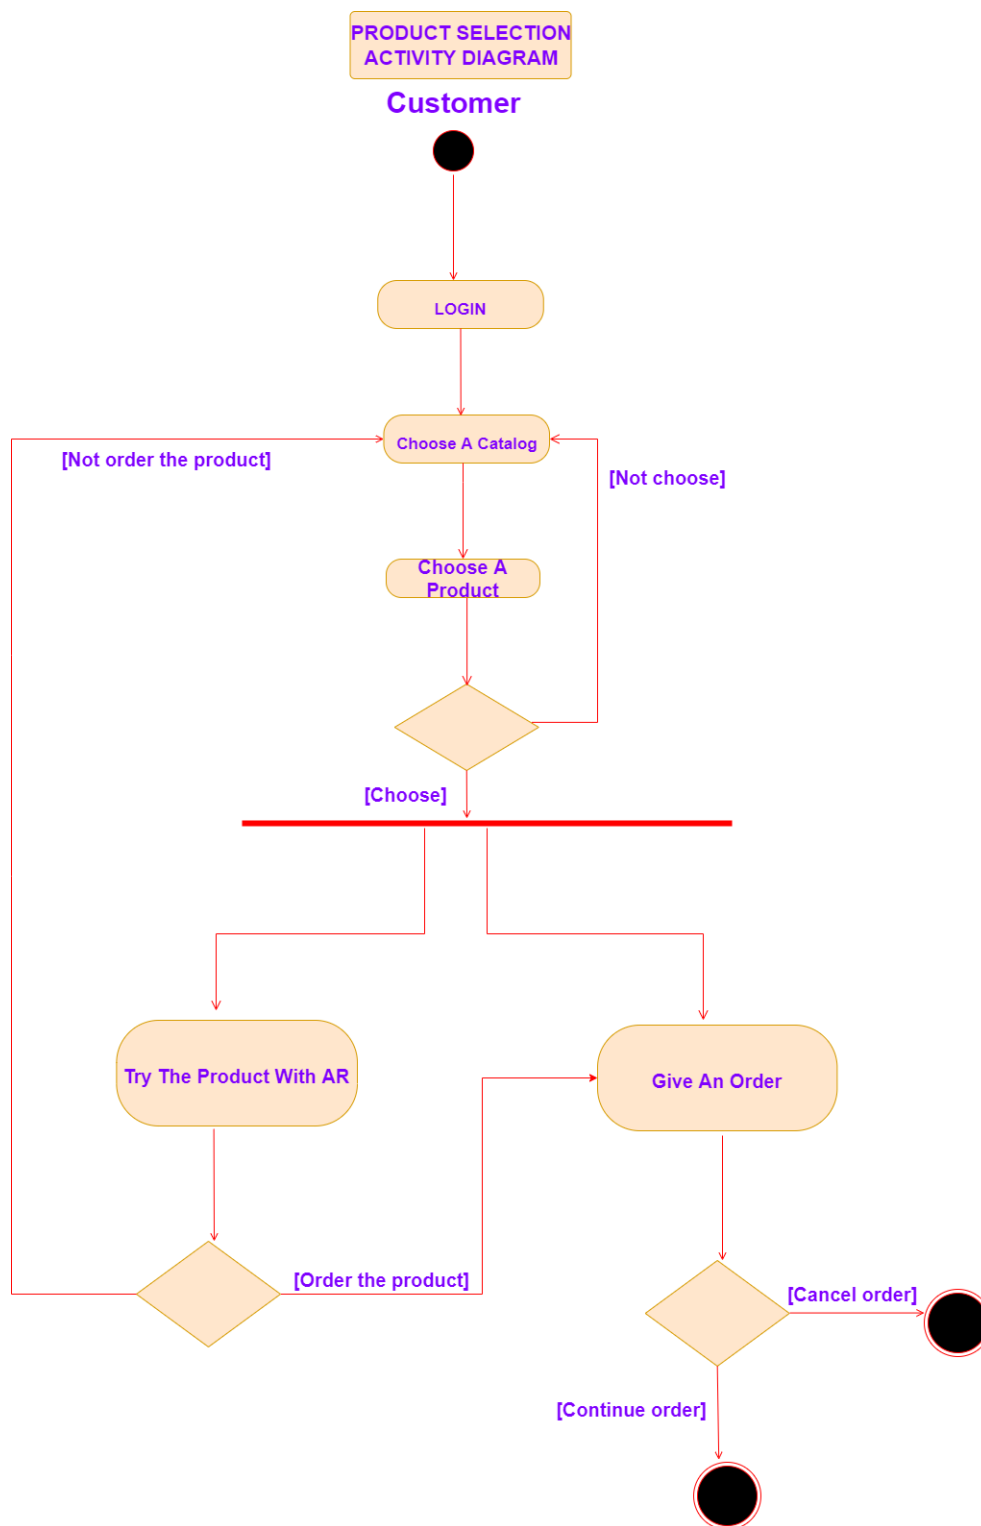 PRODUCT SELECTION
ACTIVITY DIAGRAM
Customer
LOGIN
Choose A Catalog
[Not order the product]
[Not choose]
Choose A
Product
[Choose]
Try The Product With AR
Give An Order
[Order the product]
[Cancel order]
[Continue order]